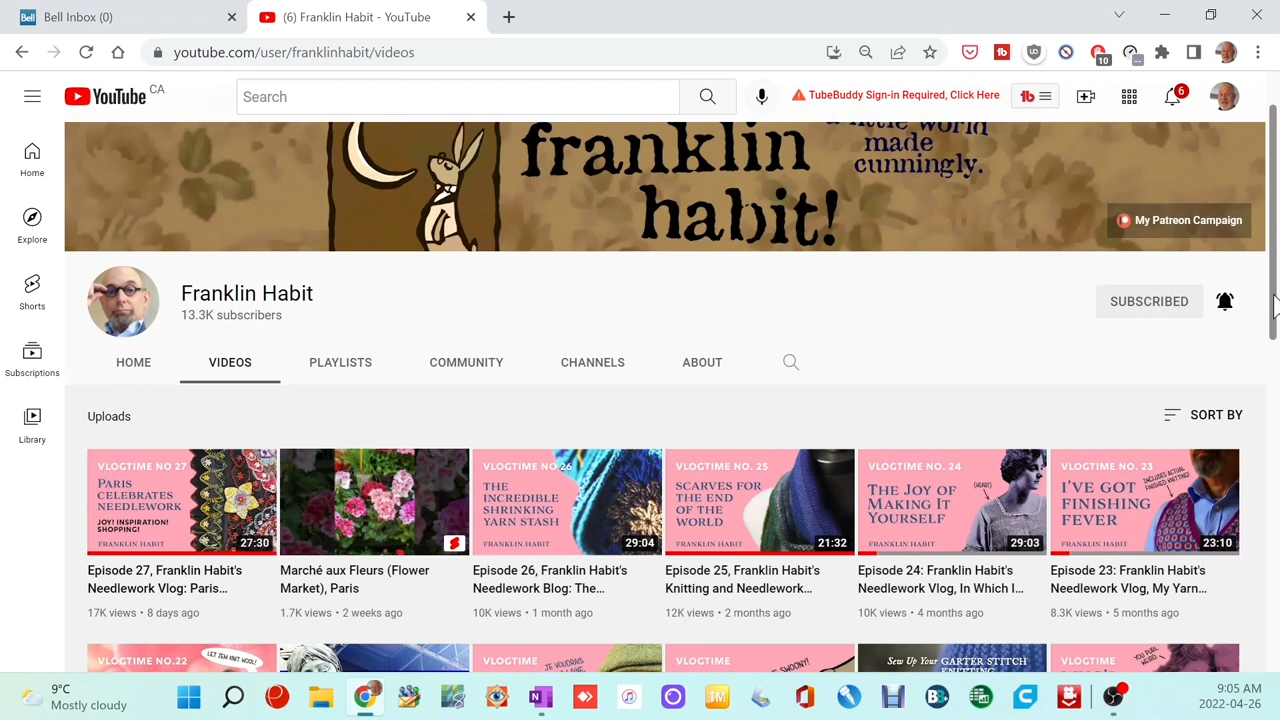 Bell
Bell Inbox (0)
(6) Franklin Habit - YouTube
youtube.com/user/franklinhabit/videos
10
YouTube CA
Search
TubeBuddy Sign-in Required, Click Here
tb
6
franklin
habit!
a little world
made
cunningly.
My Patreon Campaign
Home
Explore
Shorts
Subscriptions
Library
Franklin Habit
13.3K subscribers
SUBSCRIBED
HOME
VIDEOS
PLAYLISTS
COMMUNITY
CHANNELS
ABOUT
Uploads
SORT BY
VLOGTIME NO 27
PARIS
CELEBRATES
NEEDLEWORK
JOY! INSPIRATION!
SHOPPING!
FRANKLIN HABIT
27:30
Episode 27, Franklin Habit's
Needlework Vlog: Paris...
17K views • 8 days ago
Marché aux Fleurs (Flower
Market), Paris
1.7K views • 2 weeks ago
VLOGTIME NO 26
THE
INCREDIBLE
SHRINKING
YARN STASH
FRANKLIN HABIT
29:04
Episode 26, Franklin Habit's
Needlework Blog: The...
10K views • 1 month ago
VLOGTIME NO. 25
SCARVES FOR
THE END
OF THE
WORLD
FRANKLIN HABIT
21:32
Episode 25, Franklin Habit's
Knitting and Needlework...
12K views • 2 months ago
VLOGTIME NO. 24
THE JOY OF
MAKING IT
YOURSELF
(HEART)
FRANKLIN HABIT
29:03
Episode 24: Franklin Habit's
Needlework Vlog, In Which I...
10K views • 4 months ago
VLOGTIME NO. 23
I'VE GOT
FINISHING
FEVER
INCLUDES ACTUAL
FINISHED KNITTING!
FRANKLIN HABIT
23:10
Episode 23: Franklin Habit's
Needlework Vlog, My Yarn...
8.3K views • 5 months ago
VLOGTIME NO.22
LET ZEM KNIT WOOL!
VLOGTIME
JE VOUDRAIS
VLOGTIME
SWOONY!
Sew Up Your GARTER STITCH
VLOGTIME
9°C
Mostly cloudy
9:05 AM
2022-04-26